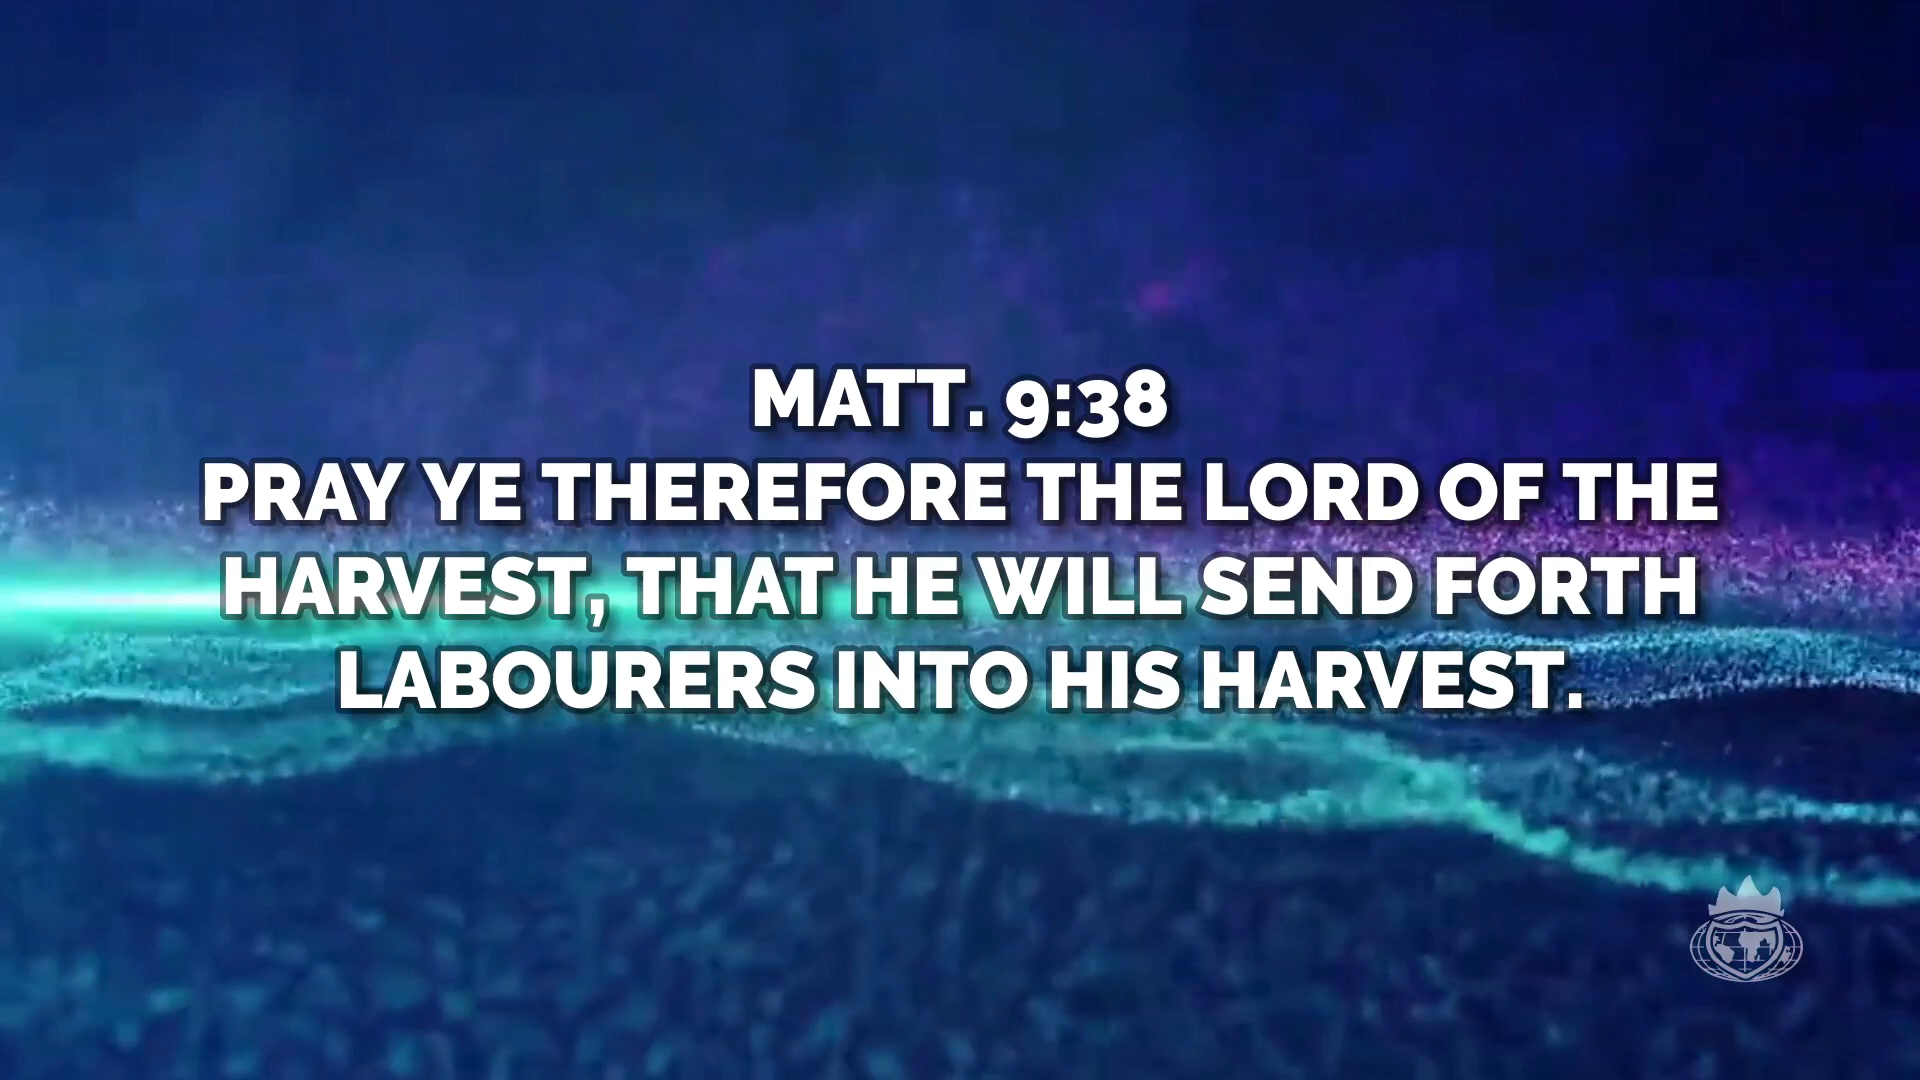 MATT. 9:38
PRAY YE THEREFORE THE LORD OF THE
HARVEST, THAT HE WILL SEND FORTH
LABOURERS INTO HIS HARVEST.